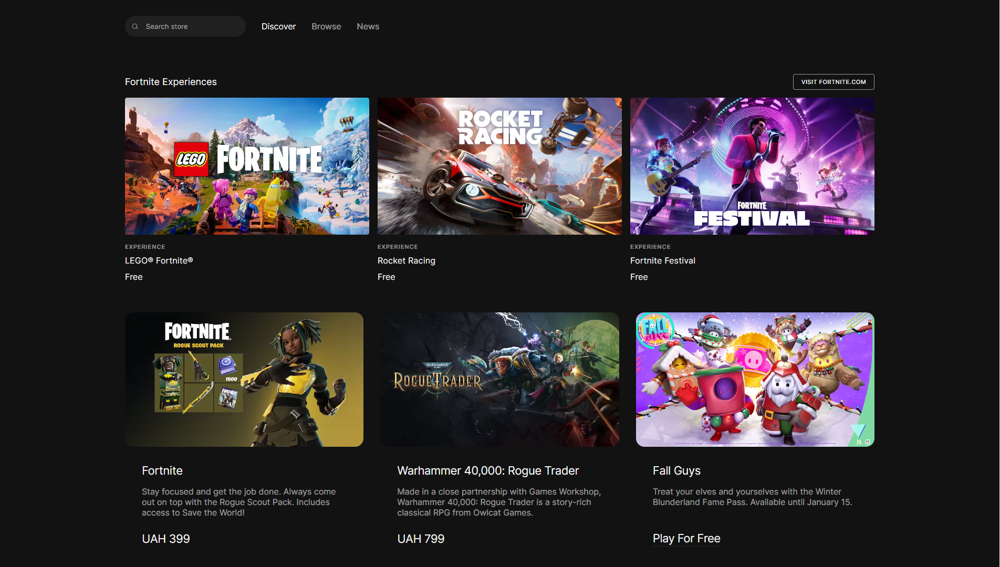 Search store
Discover
Browse
News
Fortnite Experiences
VISIT FORTNITE.COM
LEGO FORTNITE
ROCKET
RACING
FORTNITE
FESTIVAL
EXPERIENCE
LEGO® Fortnite®
Free
EXPERIENCE
Rocket Racing
Free
EXPERIENCE
Fortnite Festival
Free
FORTNITE
ROGUE SCOUT PACK
1500
FORTNITE
WARHAMMER
ROGUE TRADER
FALL
GUYS
Fortnite
Stay focused and get the job done. Always come
out on top with the Rogue Scout Pack. Includes
access to Save the World!
UAH 399
Warhammer 40,000: Rogue Trader
Made in a close partnership with Games Workshop,
Warhammer 40,000: Rogue Trader is a story-rich
classical RPG from Owlcat Games.
UAH 799
Fall Guys
Treat your elves and yourselves with the Winter
Blunderland Fame Pass. Available until January 15.
Play For Free